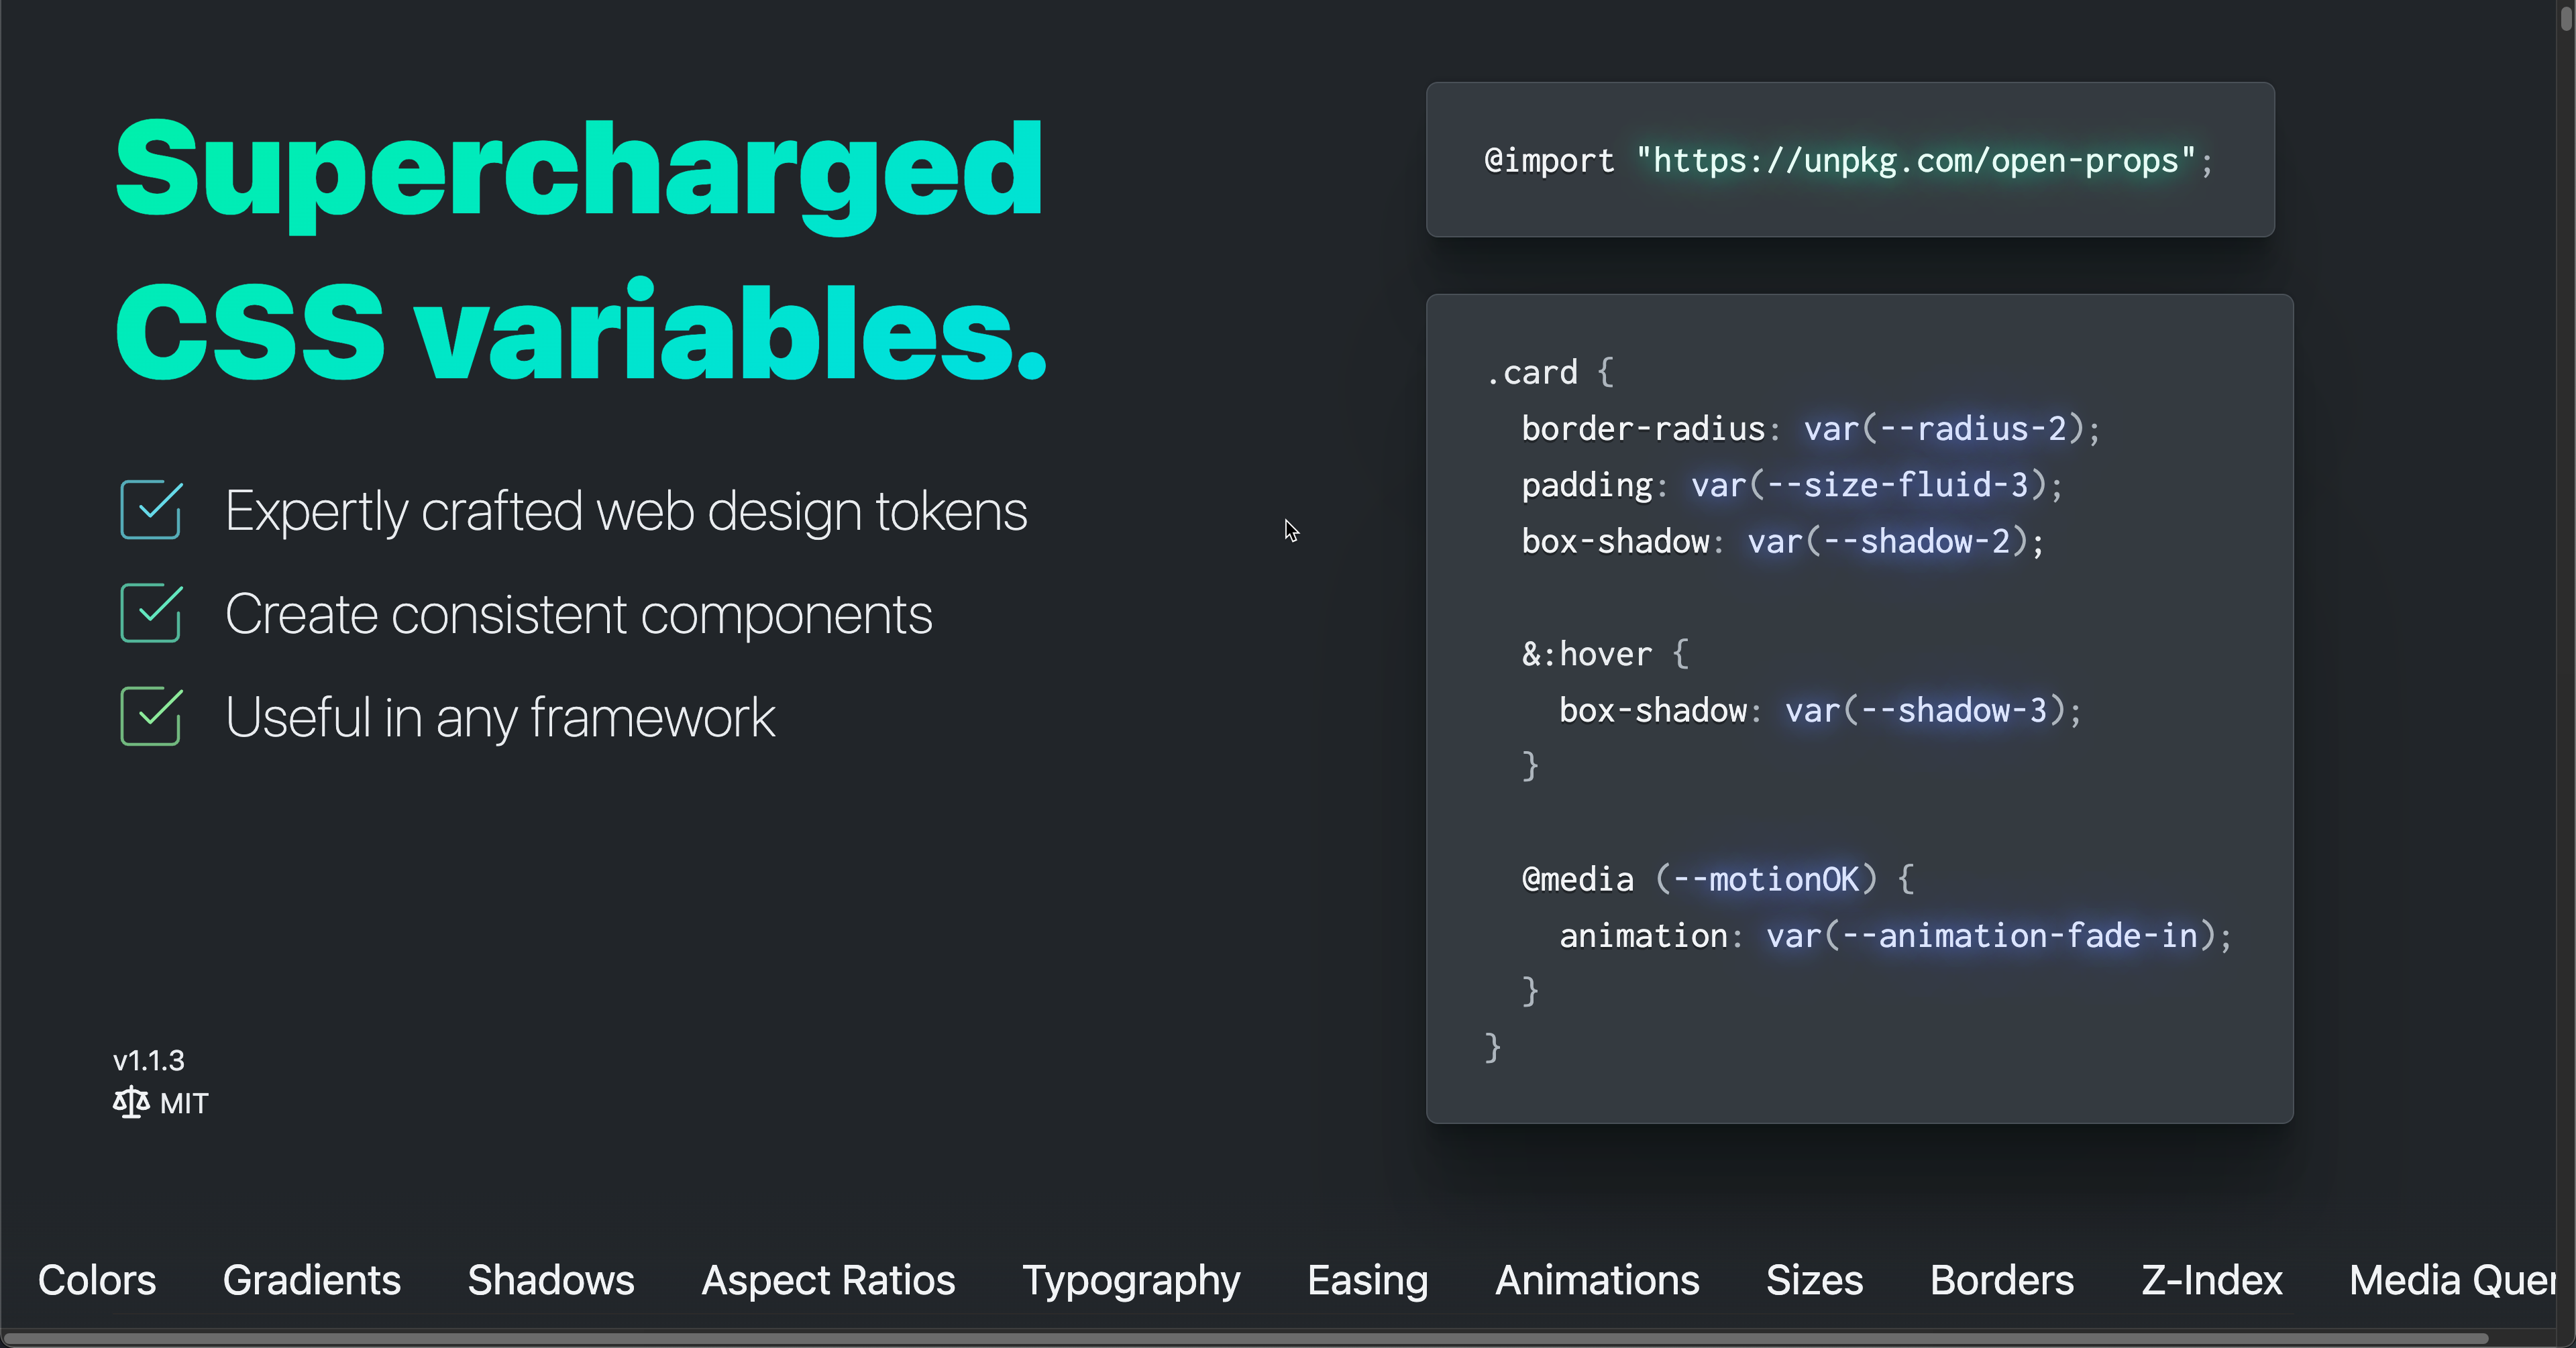 Supercharged
CSS variables.
Expertly crafted web design tokens
Create consistent components
Useful in any framework
v1.1.3
MIT
@import "https://unpkg.com/open-props";
.card {
  border-radius: var(--radius-2);
  padding: var(--size-fluid-3);
  box-shadow: var(--shadow-2);
  &:hover {
    box-shadow: var(--shadow-3);
  }
  @media (--motionOK) {
    animation: var(--animation-fade-in);
  }
}
Colors Gradients Shadows Aspect Ratios Typography Easing Animations Sizes Borders Z-Index Media Quer